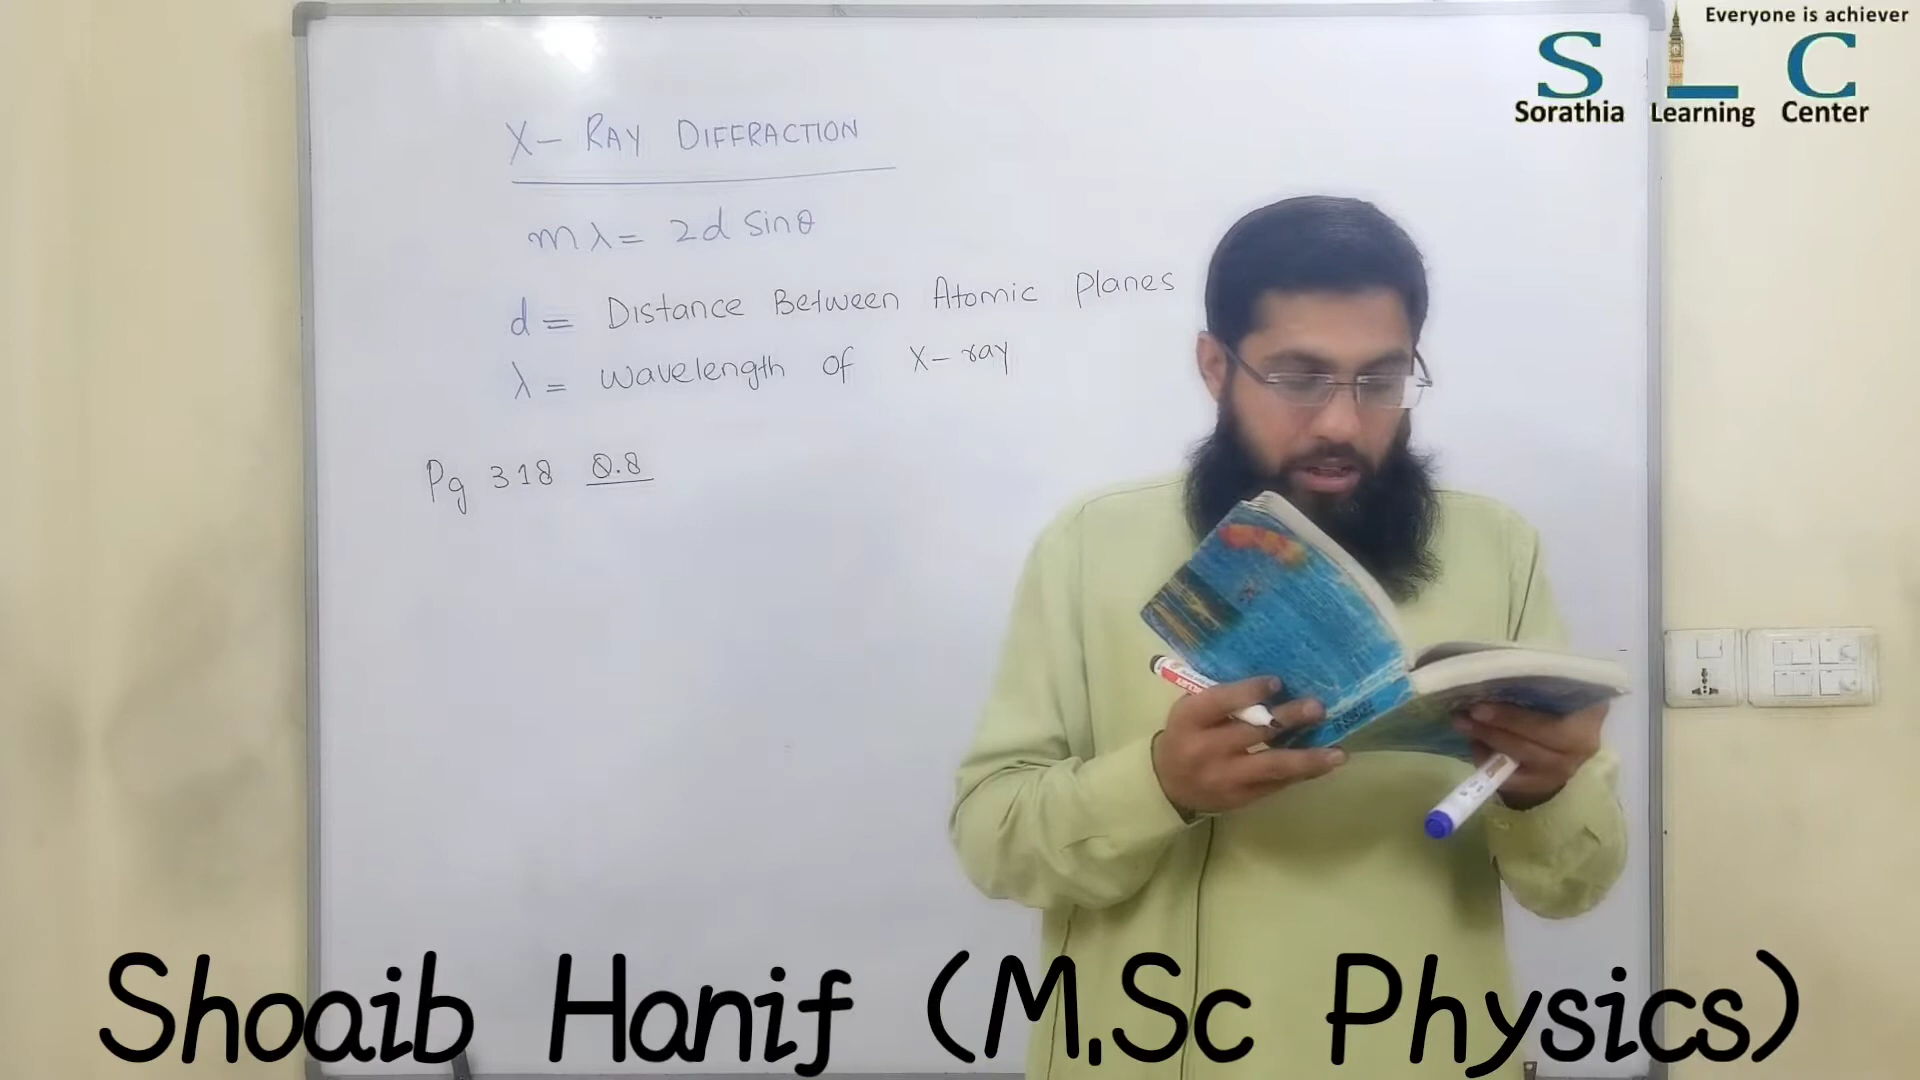 Everyone is achiever
S L C
Sorathia Learning Center
X- RAY DIFFRACTION
mλ = 2d Sinθ
d = Distance Between Atomic Planes
λ = Wavelength of X-ray
Pg 318 Q.8
Shoaib Hanif (M.Sc Physics)